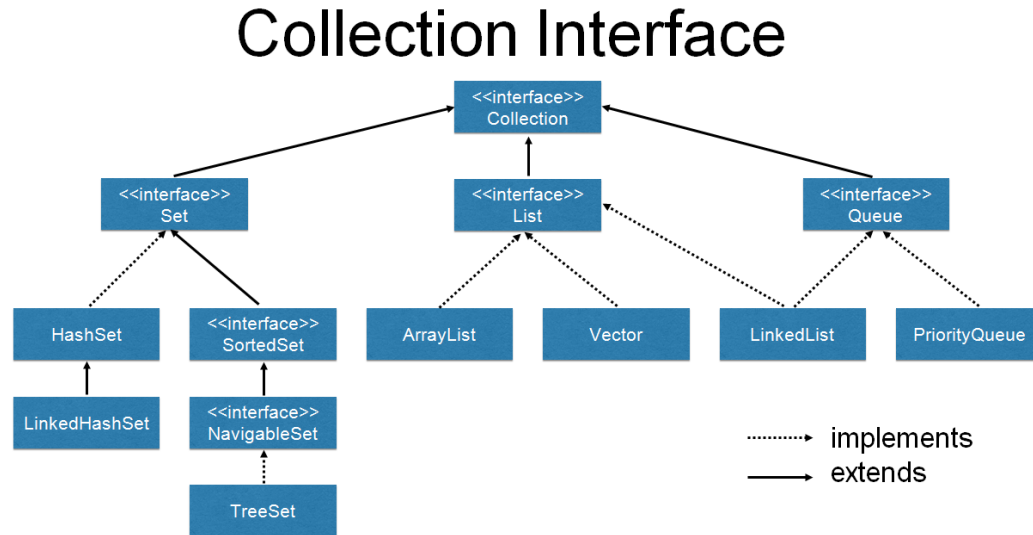 Collection Interface
<<interface>>
Collection
<<interface>>
Set
<<interface>>
List
<<interface>>
Queue
HashSet
<<interface>>
SortedSet
ArrayList
Vector
LinkedList
PriorityQueue
LinkedHashSet
<<interface>>
NavigableSet
TreeSet
implements
extends